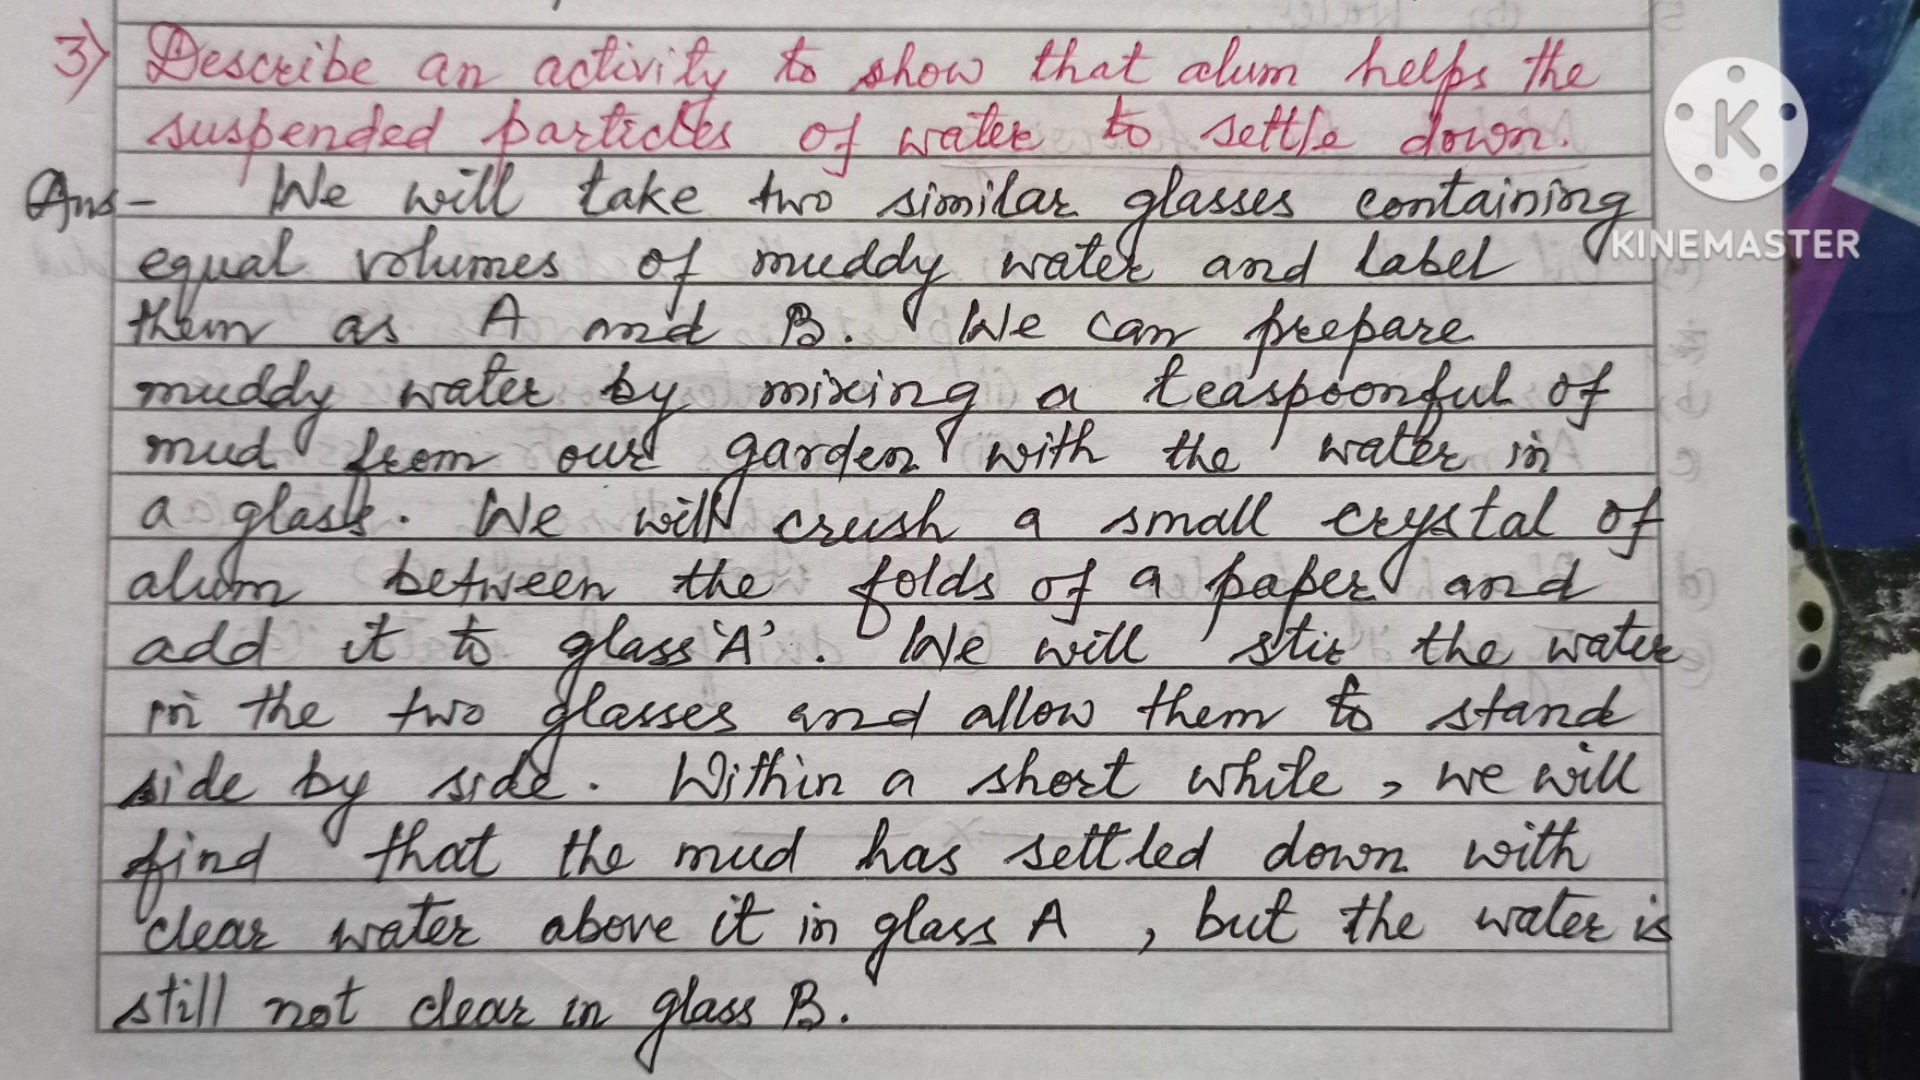 3) Describe an activity to show that alum helps the
suspended particles of water to settle down.
Ans- We will take two similar glasses containing
equal volumes of muddy water and label
them as A and B. We can prepare
muddy water by mixing a teaspoonful of
mud from our garden with the water in
a glass. We will crush a small crystal of
alum between the folds of a paper and
add it to glass 'A'. We will stir the water
in the two glasses and allow them to stand
side by side. Within a short while, we will
find that the mud has settled down with
clear water above it in glass A, but the water is
still not clear in glass B.
K
KINEMASTER